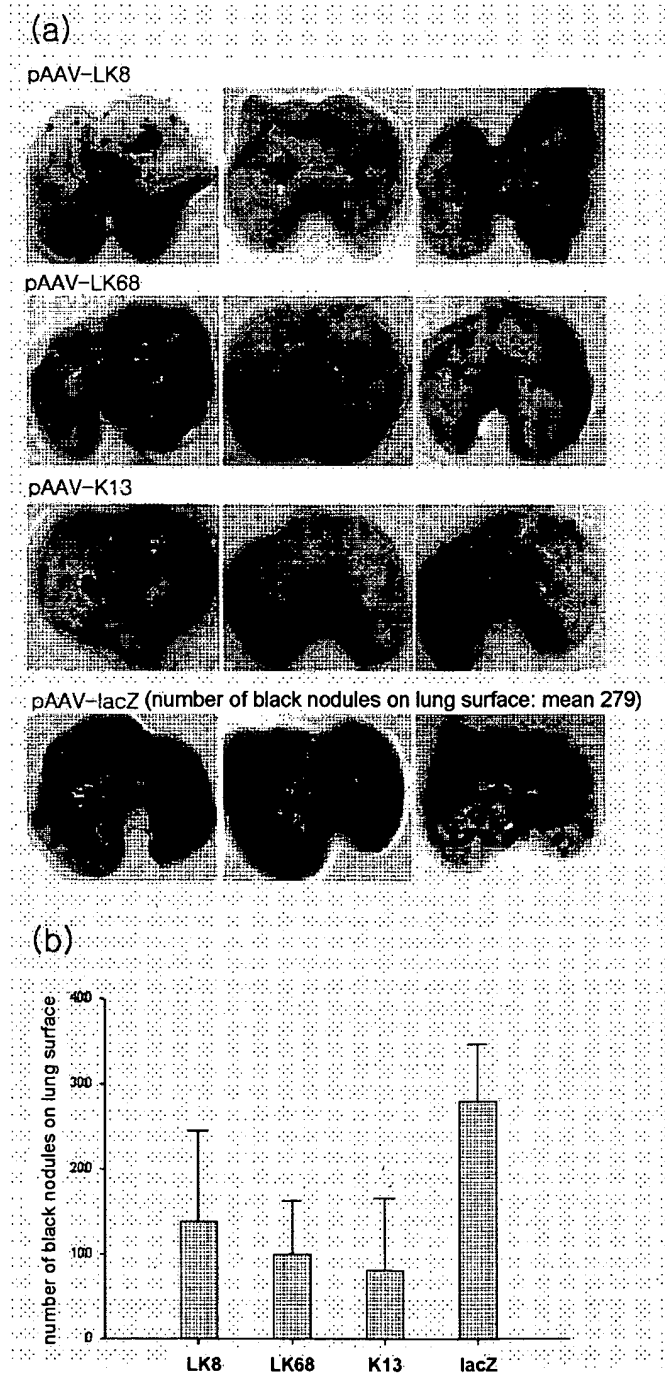 (a)
pAAV-LK8
pAAV-LK68
pAAV-K13
pAAV-lacZ (number of black nodules on lung surface: mean 279)
(b)
number of black nodules on lung surface
400
300
200
100
0
LK8 LK68 K13 lacZ